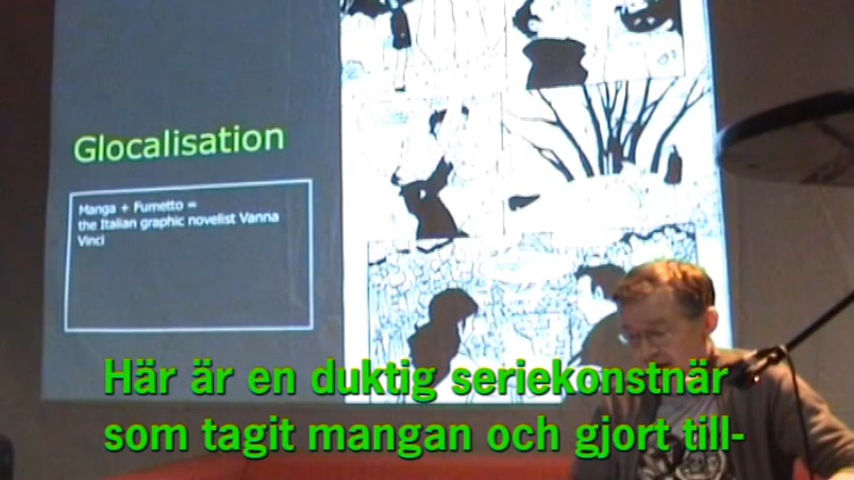 Glocalisation
Manga + Fumetto =
the Italian graphic novelist Vanna
Vinci
Här är en duktig seriekonstnär
som tagit mangan och gjort till-